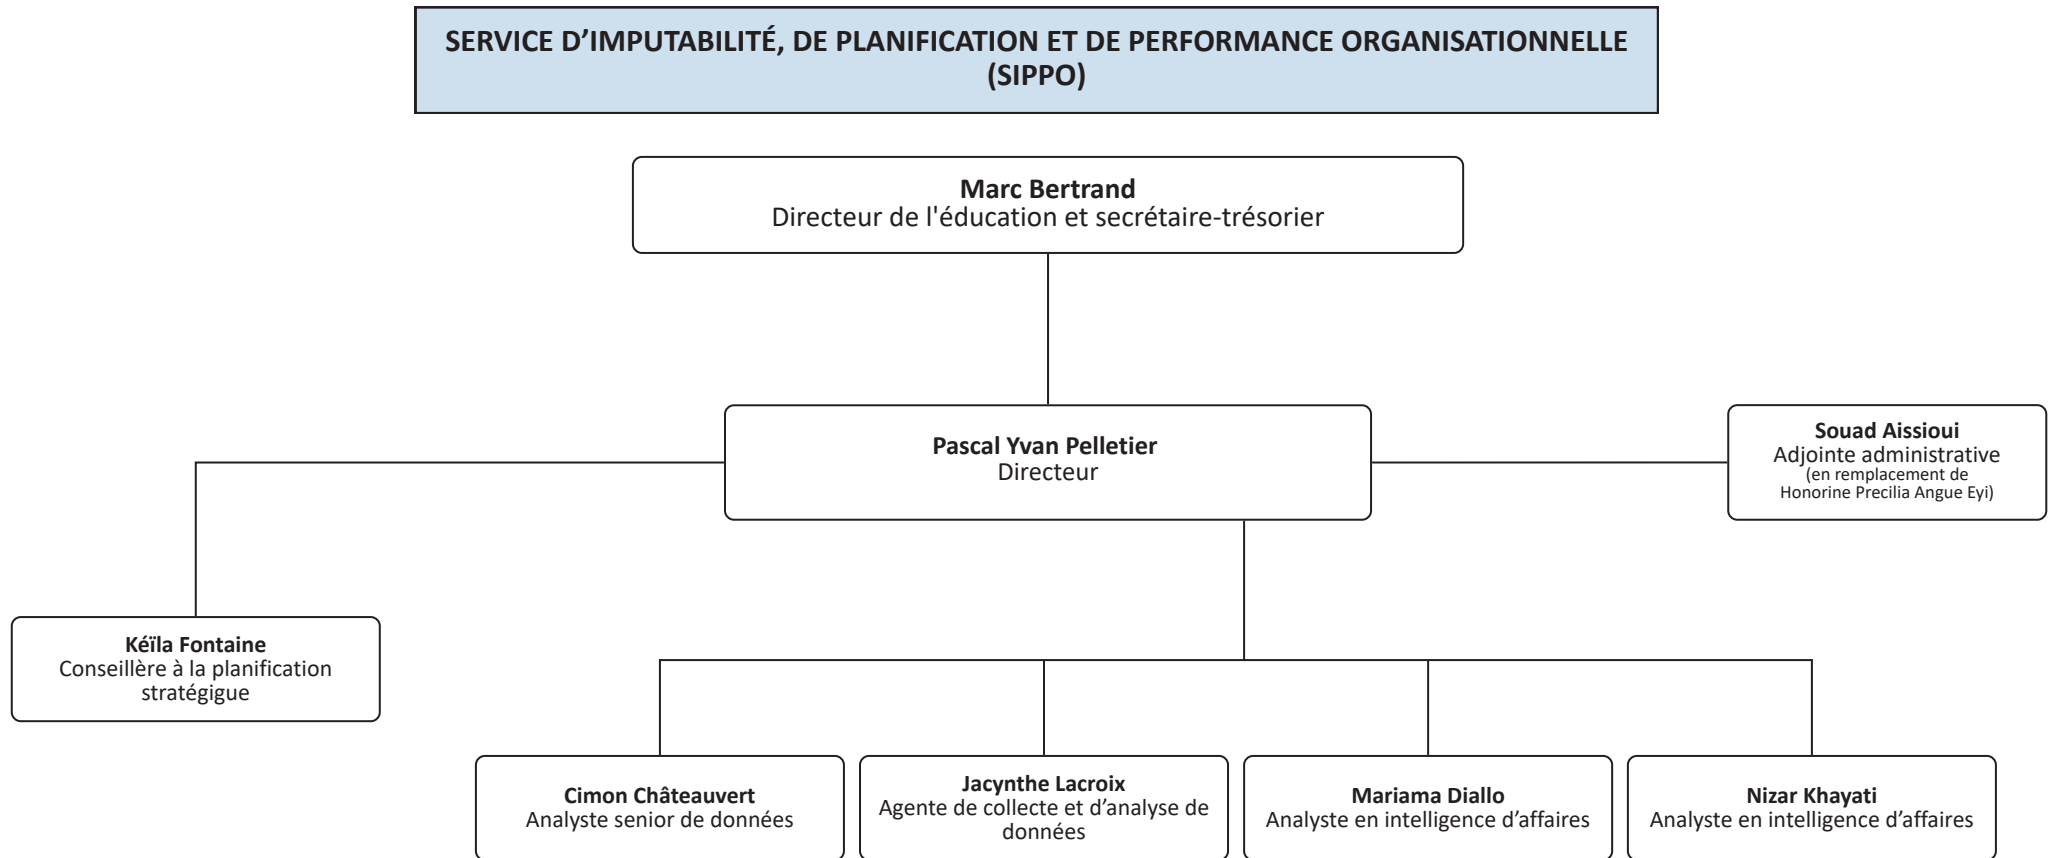 SERVICE D’IMPUTABILITÉ, DE PLANIFICATION ET DE PERFORMANCE ORGANISATIONNELLE
(SIPPO)
Marc Bertrand
Directeur de l'éducation et secrétaire-trésorier
Pascal Yvan Pelletier
Directeur
Souad Aissioui
Adjointe administrative
(en remplacement de
Honorine Precilia Angue Eyi)
Kéïla Fontaine
Conseillère à la planification
stratégigue
Cimon Châteauvert
Analyste senior de données
Jacynthe Lacroix
Agente de collecte et d’analyse de
données
Mariama Diallo
Analyste en intelligence d’affaires
Nizar Khayati
Analyste en intelligence d’affaires